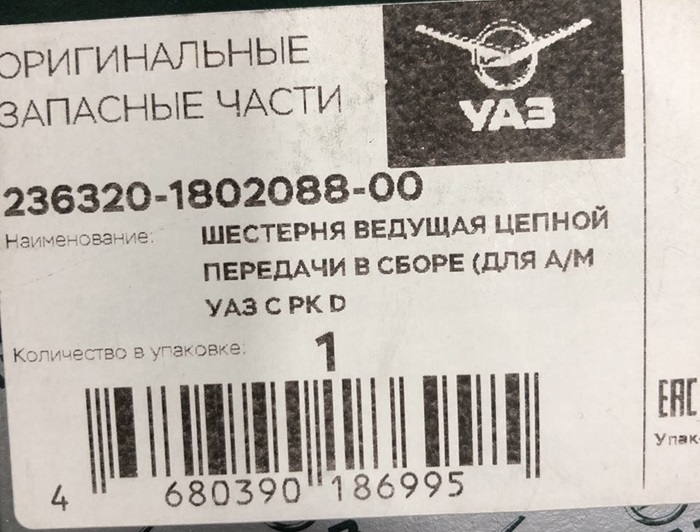 ОРИГИНАЛЬНЫЕ
ЗАПАСНЫЕ ЧАСТИ
УАЗ
236320-1802088-00
Наименование: ШЕСТЕРНЯ ВЕДУЩАЯ ЦЕПНОЙ
ПЕРЕДАЧИ В СБОРЕ (ДЛЯ А/М
УАЗ С РК D
Количество в упаковке: 1
4 680390 186995
EAC
Упак